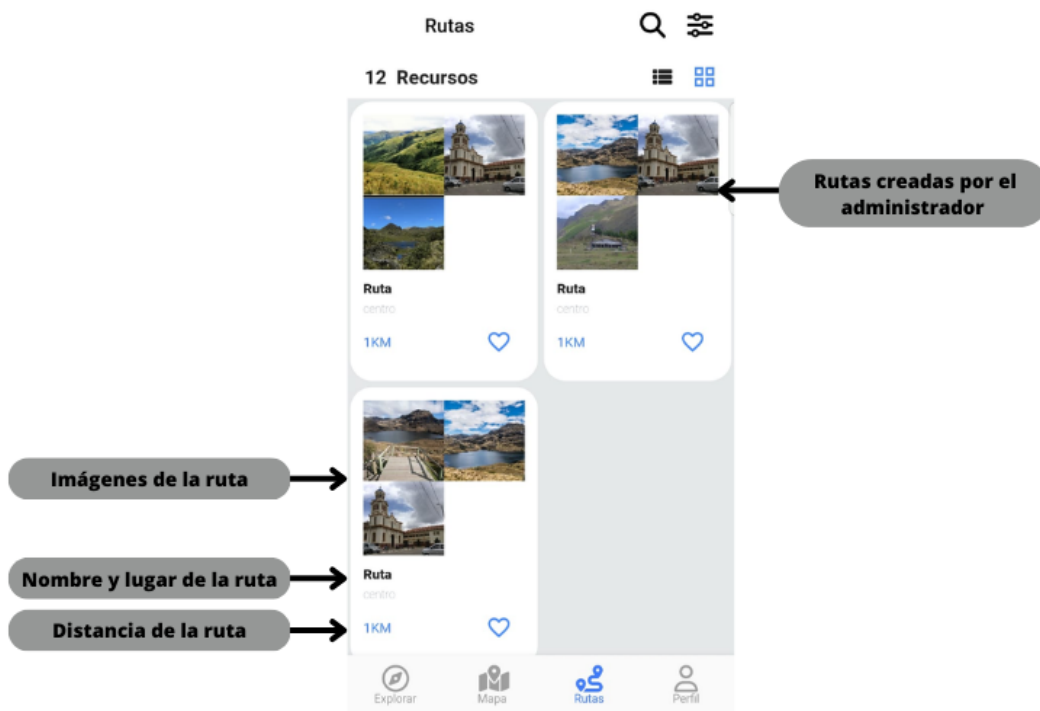 Rutas
12 Recursos
Rutas creadas por el
administrador
Ruta
centro
1KM
Ruta
centro
1KM
Imágenes de la ruta
Nombre y lugar de la ruta
Ruta
centro
Distancia de la ruta
1KM
Explorar
Mapa
Rutas
Perfil